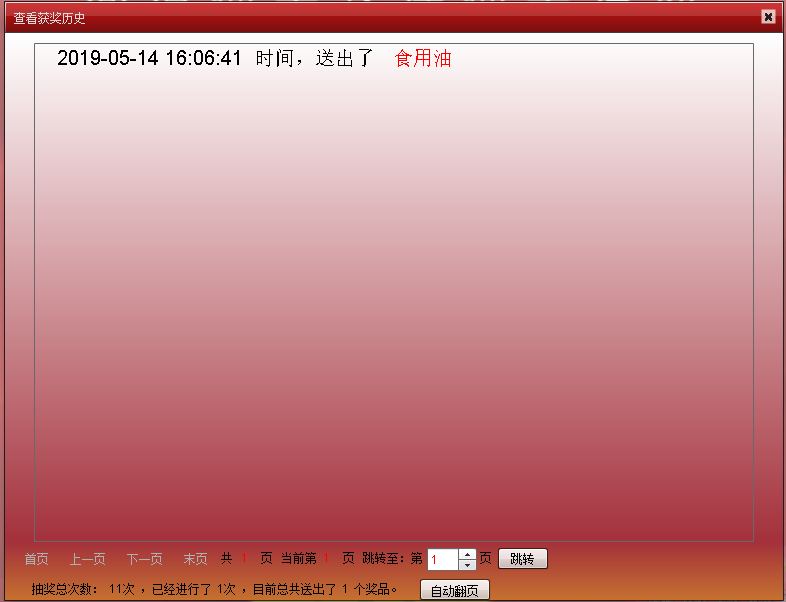 查看获奖历史
2019-05-14 16:06:41 时间，送出了 食用油
首页 上一页 下一页 末页 共 1 页 当前第 1 页 跳转至：第 1 页 跳转
抽奖总次数： 11次 ，已经进行了 1次 ，目前总共送出了 1 个奖品。 自动翻页